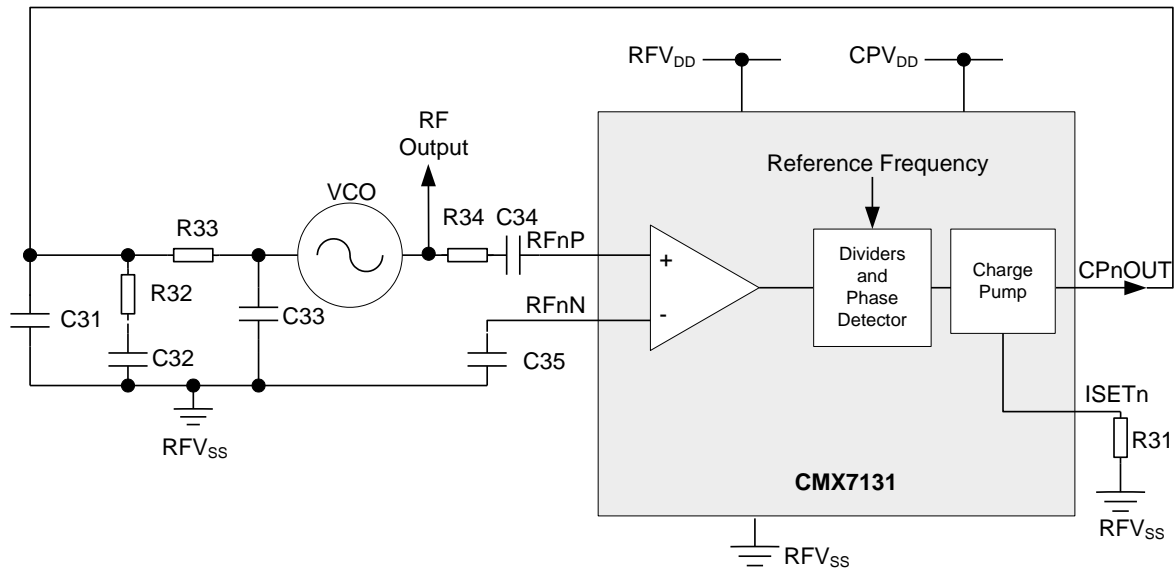 RFVDD
CPVDD
RF
Output
Reference Frequency
VCO
R34
C34
RFnP
R33
+
Dividers
and
Phase
Detector
Charge
Pump
CPnOUT
R32
C31
C33
RFnN
-
C32
C35
ISETn
R31
RFVSS
CMX7131
RFVSS
RFVSS